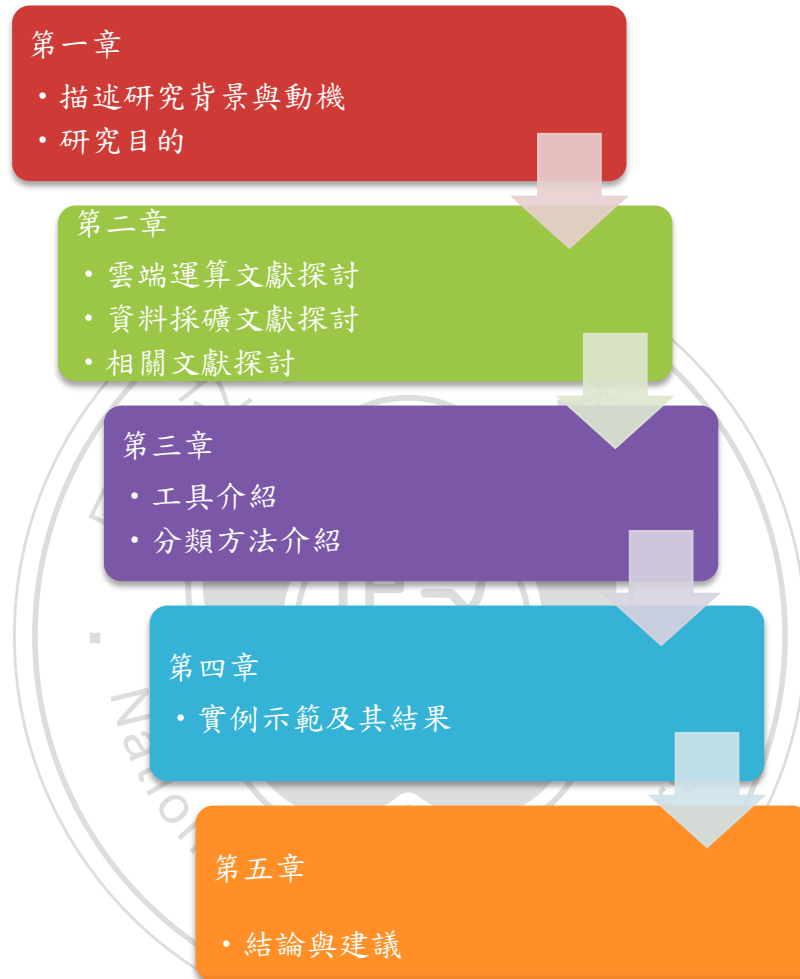 第一章
・描述研究背景與動機
・研究目的
第二章
・雲端運算文獻探討
・資料採礦文獻探討
・相關文獻探討
第三章
・工具介紹
・分類方法介紹
第四章
・實例示範及其結果
第五章
・結論與建議